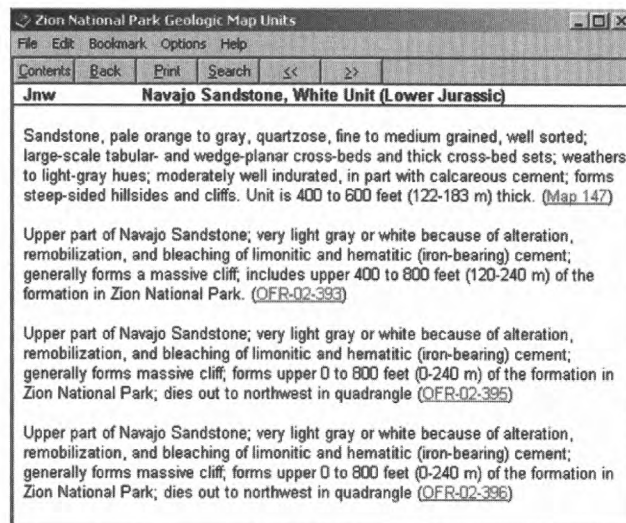 Zion National Park Geologic Map Units
File Edit Bookmark Options Help
Contents Back Print Search << >>
Jnw Navajo Sandstone, White Unit (Lower Jurassic)
Sandstone, pale orange to gray, quartzose, fine to medium grained, well sorted;
large-scale tabular- and wedge-planar cross-beds and thick cross-bed sets; weathers
to light-gray hues; moderately well indurated, in part with calcareous cement; forms
steep-sided hillsides and cliffs. Unit is 400 to 600 feet (122-183 m) thick. (Map 147)
Upper part of Navajo Sandstone; very light gray or white because of alteration,
remobilization, and bleaching of limonitic and hematitic (iron-bearing) cement;
generally forms a massive cliff; includes upper 400 to 800 feet (120-240 m) of the
formation in Zion National Park. (OFR-02-393)
Upper part of Navajo Sandstone; very light gray or white because of alteration,
remobilization, and bleaching of limonitic and hematitic (iron-bearing) cement;
generally forms massive cliff; forms upper 0 to 800 feet (0-240 m) of the formation in
Zion National Park; dies out to northwest in quadrangle (OFR-02-395)
Upper part of Navajo Sandstone; very light gray or white because of alteration,
remobilization, and bleaching of limonitic and hematitic (iron-bearing) cement;
generally forms massive cliff; forms upper 0 to 800 feet (0-240 m) of the formation in
Zion National Park; dies out to northwest in quadrangle (OFR-02-396)